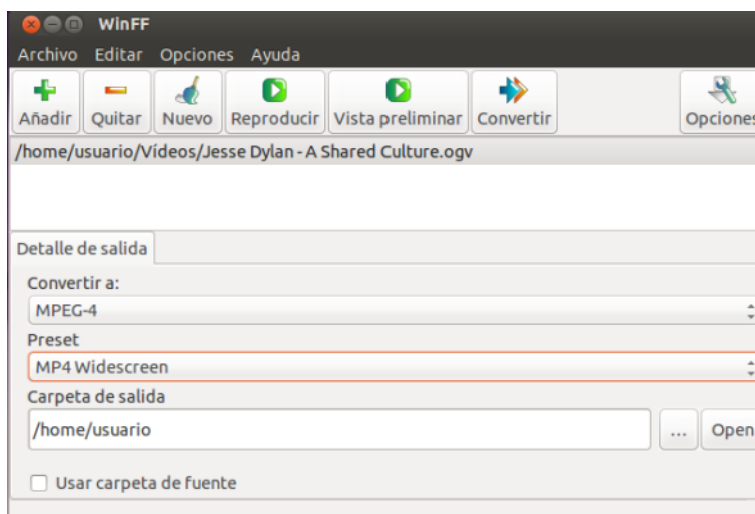 WinFF
Archivo Editar Opciones Ayuda
Añadir Quitar Nuevo Reproducir Vista preliminar Convertir Opciones
/home/usuario/Vídeos/Jesse Dylan - A Shared Culture.ogv
Detalle de salida
Convertir a:
MPEG-4
Preset
MP4 Widescreen
Carpeta de salida
/home/usuario ... Open
Usar carpeta de fuente